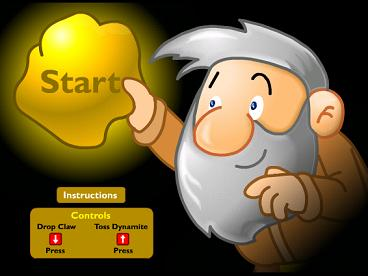 Start
Instructions
Controls
Drop Claw Toss Dynamite
Press Press